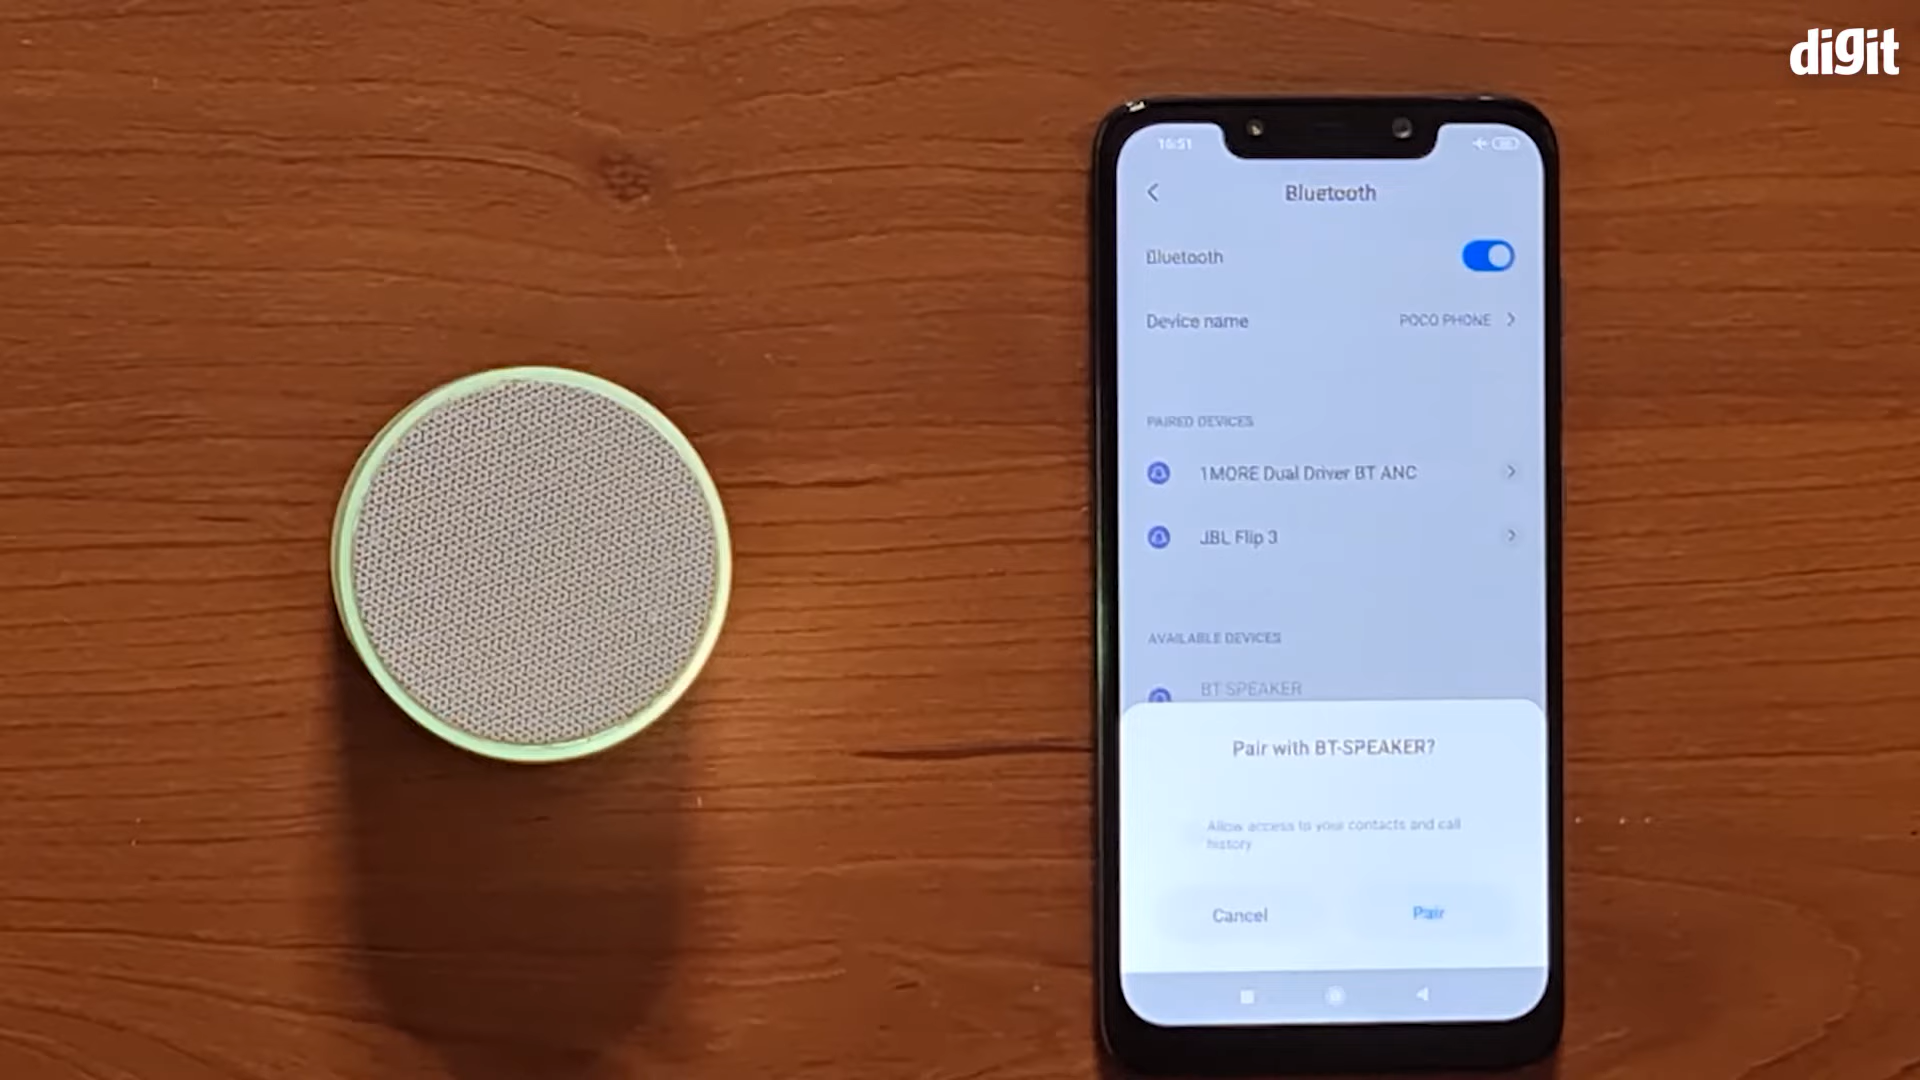 digit
16:51
Bluetooth
Bluetooth
Device name POCO PHONE
PAIRED DEVICES
1MORE Dual Driver BT ANC
JBL Flip 3
AVAILABLE DEVICES
BT SPEAKER
Pair with BT-SPEAKER?
Allow access to your contacts and call
history
Cancel Pair